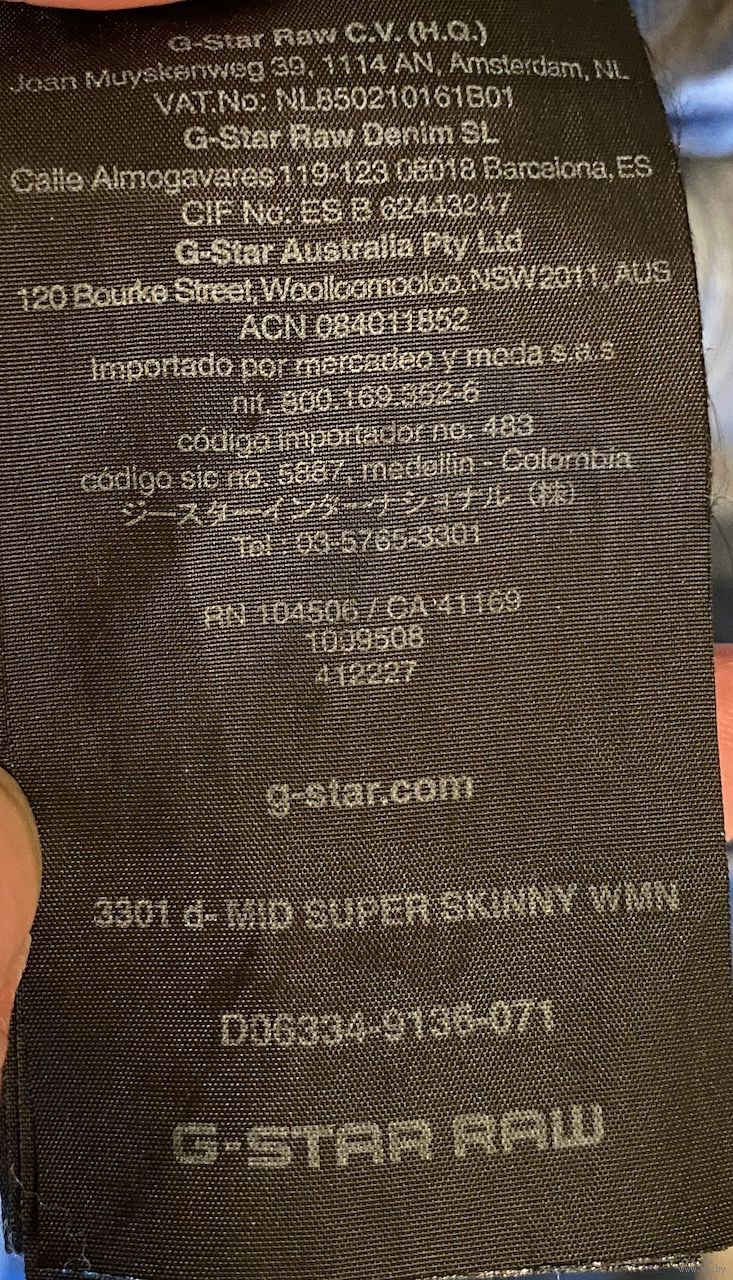 G-Star Raw C.V. (H.Q.)
Joan Muyskenweg 39, 1114 AN, Amsterdam, NL
VAT.No: NL850210161B01
G-Star Raw Denim SL
Calle Almogavares 119-123 08018 Barcelona, ES
CIF No: ES B 62443247
G-Star Australia Pty Ltd
120 Bourke Street, Woolloomooloo, NSW2011, AUS
ACN 084011852
Importado por mercadeo y moda s.a.s
nit. 800.169.352-6
código importador no. 483
código sic no. 5887, medellin - Colombia
ジースターインターナショナル（株）
Tel : 03-5765-3301
RN 104506 / CA 41169
1009508
412227
g-star.com
3301 d- MID SUPER SKINNY WMN
D06334-9136-071
G-STAR RAW